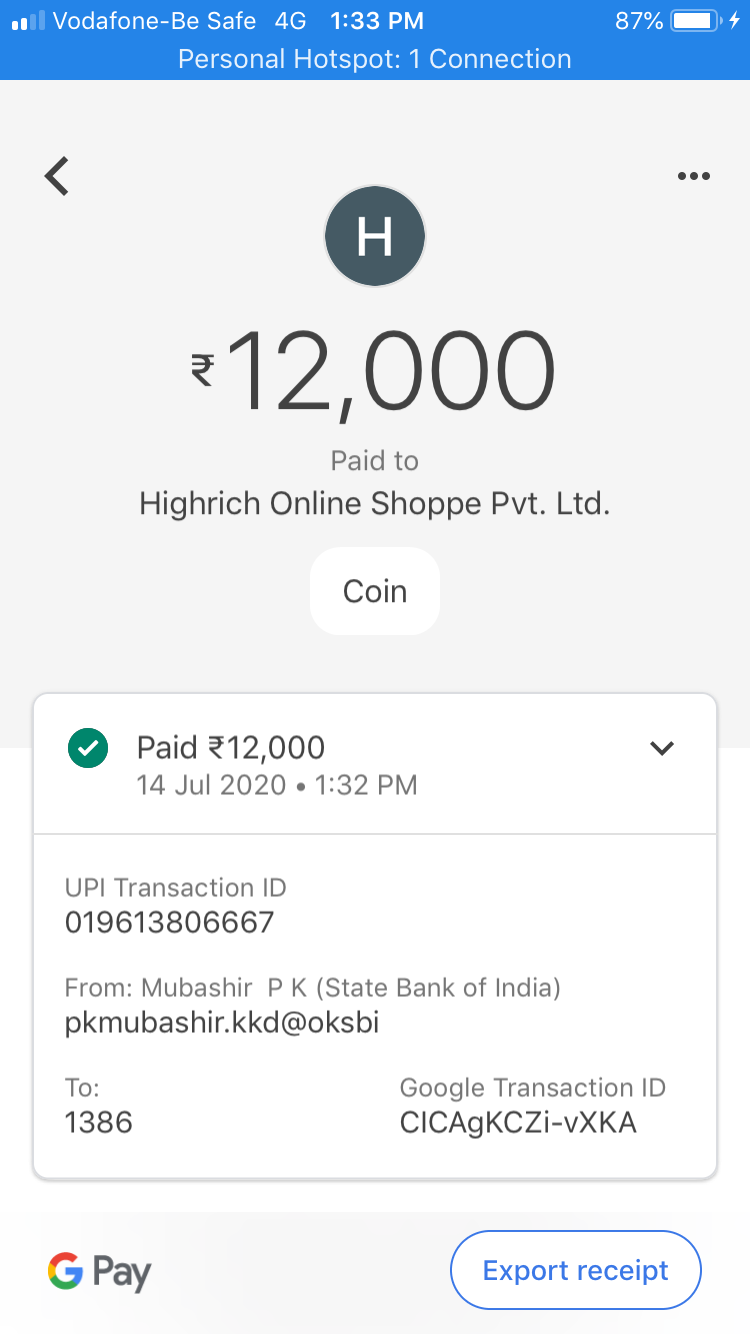 Vodafone-Be Safe 4G 1:33 PM 87%
Personal Hotspot: 1 Connection
H
₹12,000
Paid to
Highrich Online Shoppe Pvt. Ltd.
Coin
Paid ₹12,000
14 Jul 2020 • 1:32 PM
UPI Transaction ID
019613806667
From: Mubashir  P K (State Bank of India)
pkmubashir.kkd@oksbi
To: Google Transaction ID
1386 CICAgKCZi-vXKA
G Pay Export receipt